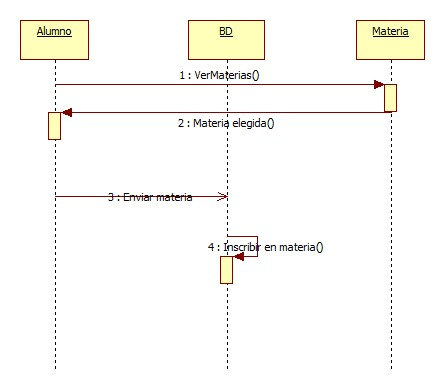 Alumno
BD
Materia
1 : VerMaterias()
2 : Materia elegida()
3 : Enviar materia
4 : Inscribir en materia()